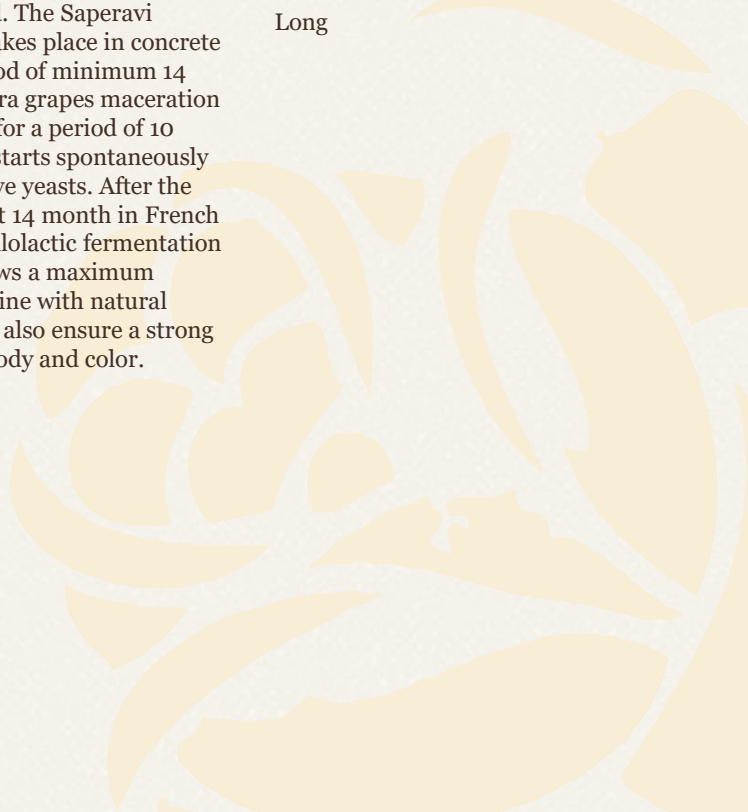 . The Saperavi
akes place in concrete
od of minimum 14
ra grapes maceration
for a period of 10
starts spontaneously
ve yeasts. After the
t 14 month in French
lolactic fermentation
ws a maximum
ine with natural
also ensure a strong
ody and color.
Long